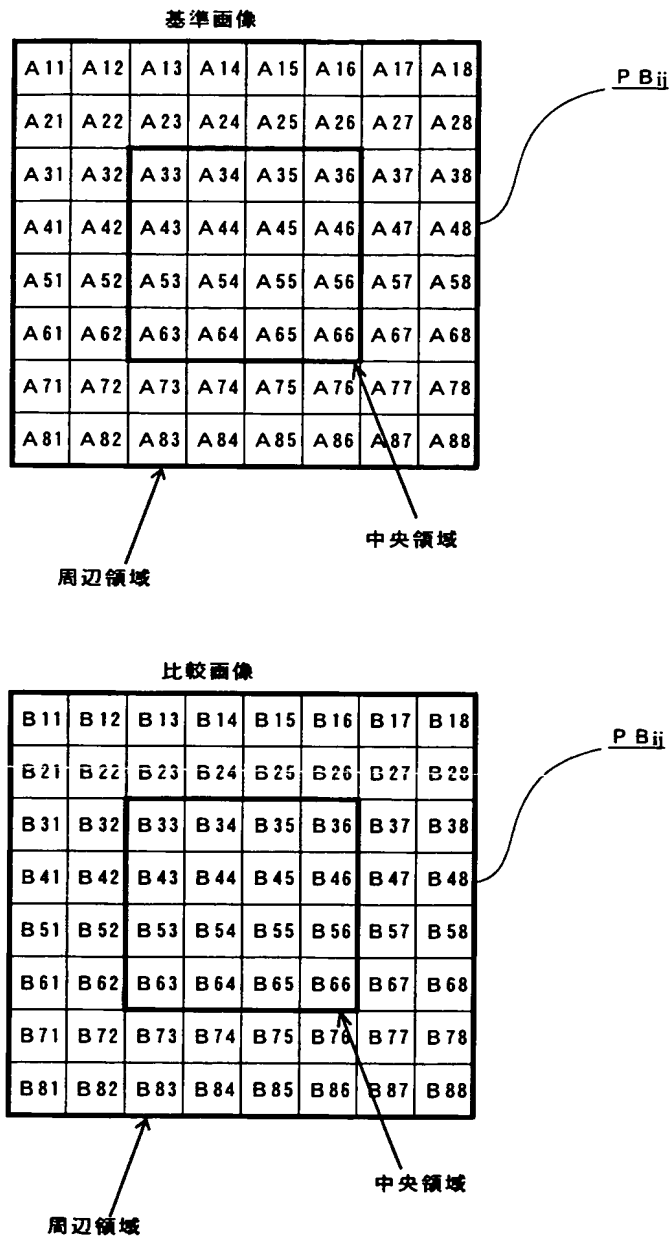 基準画像
A11 A12 A13 A14 A15 A16 A17 A18
PBij
A21 A22 A23 A24 A25 A26 A27 A28
A31 A32 A33 A34 A35 A36 A37 A38
A41 A42 A43 A44 A45 A46 A47 A48
A51 A52 A53 A54 A55 A56 A57 A58
A61 A62 A63 A64 A65 A66 A67 A68
A71 A72 A73 A74 A75 A76 A77 A78
A81 A82 A83 A84 A85 A86 A87 A88
中央領域
周辺領域
比較画像
B11 B12 B13 B14 B15 B16 B17 B18
PBij
B21 B22 B23 B24 B25 B26 B27 B28
B31 B32 B33 B34 B35 B36 B37 B38
B41 B42 B43 B44 B45 B46 B47 B48
B51 B52 B53 B54 B55 B56 B57 B58
B61 B62 B63 B64 B65 B66 B67 B68
B71 B72 B73 B74 B75 B76 B77 B78
B81 B82 B83 B84 B85 B86 B87 B88
中央領域
周辺領域